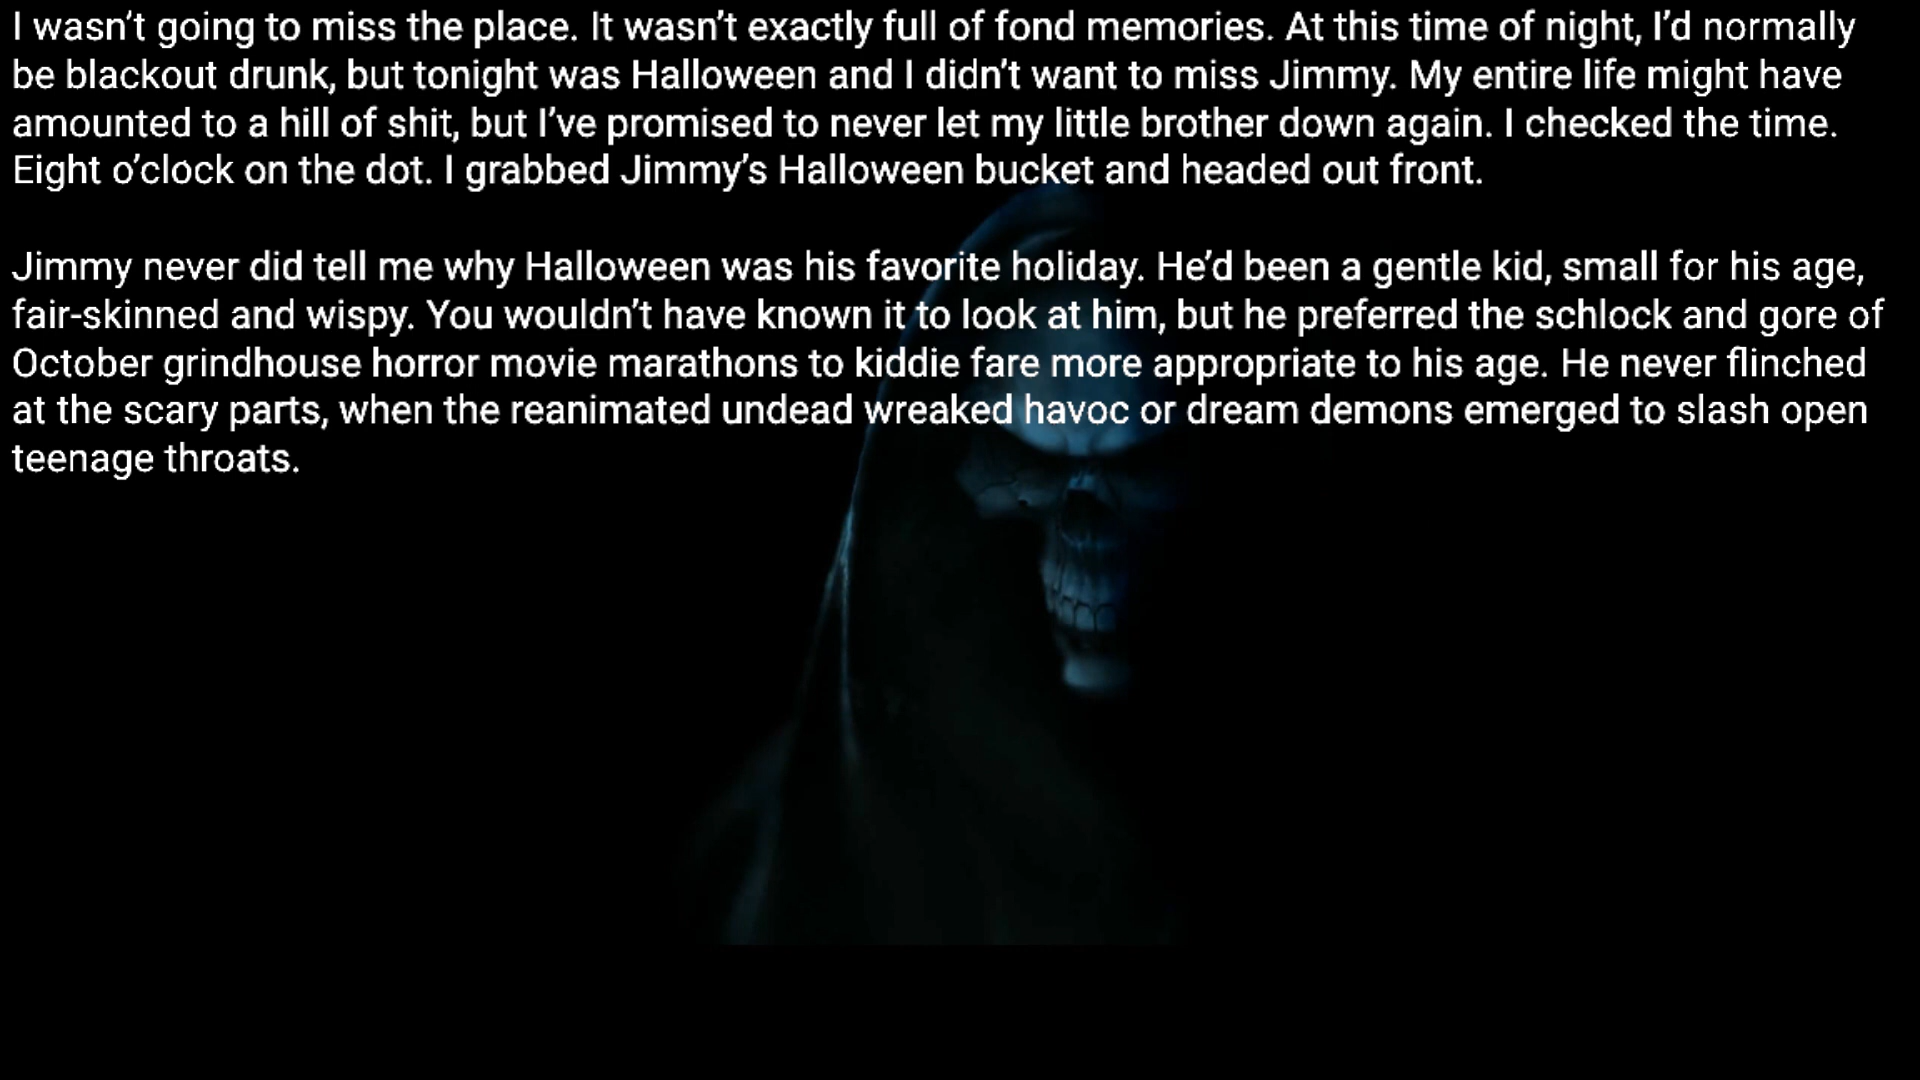 I wasn’t going to miss the place. It wasn’t exactly full of fond memories. At this time of night, I’d normally
be blackout drunk, but tonight was Halloween and I didn’t want to miss Jimmy. My entire life might have
amounted to a hill of shit, but I’ve promised to never let my little brother down again. I checked the time.
Eight o’clock on the dot. I grabbed Jimmy’s Halloween bucket and headed out front.
Jimmy never did tell me why Halloween was his favorite holiday. He’d been a gentle kid, small for his age,
fair-skinned and wispy. You wouldn’t have known it to look at him, but he preferred the schlock and gore of
October grindhouse horror movie marathons to kiddie fare more appropriate to his age. He never flinched
at the scary parts, when the reanimated undead wreaked havoc or dream demons emerged to slash open
teenage throats.